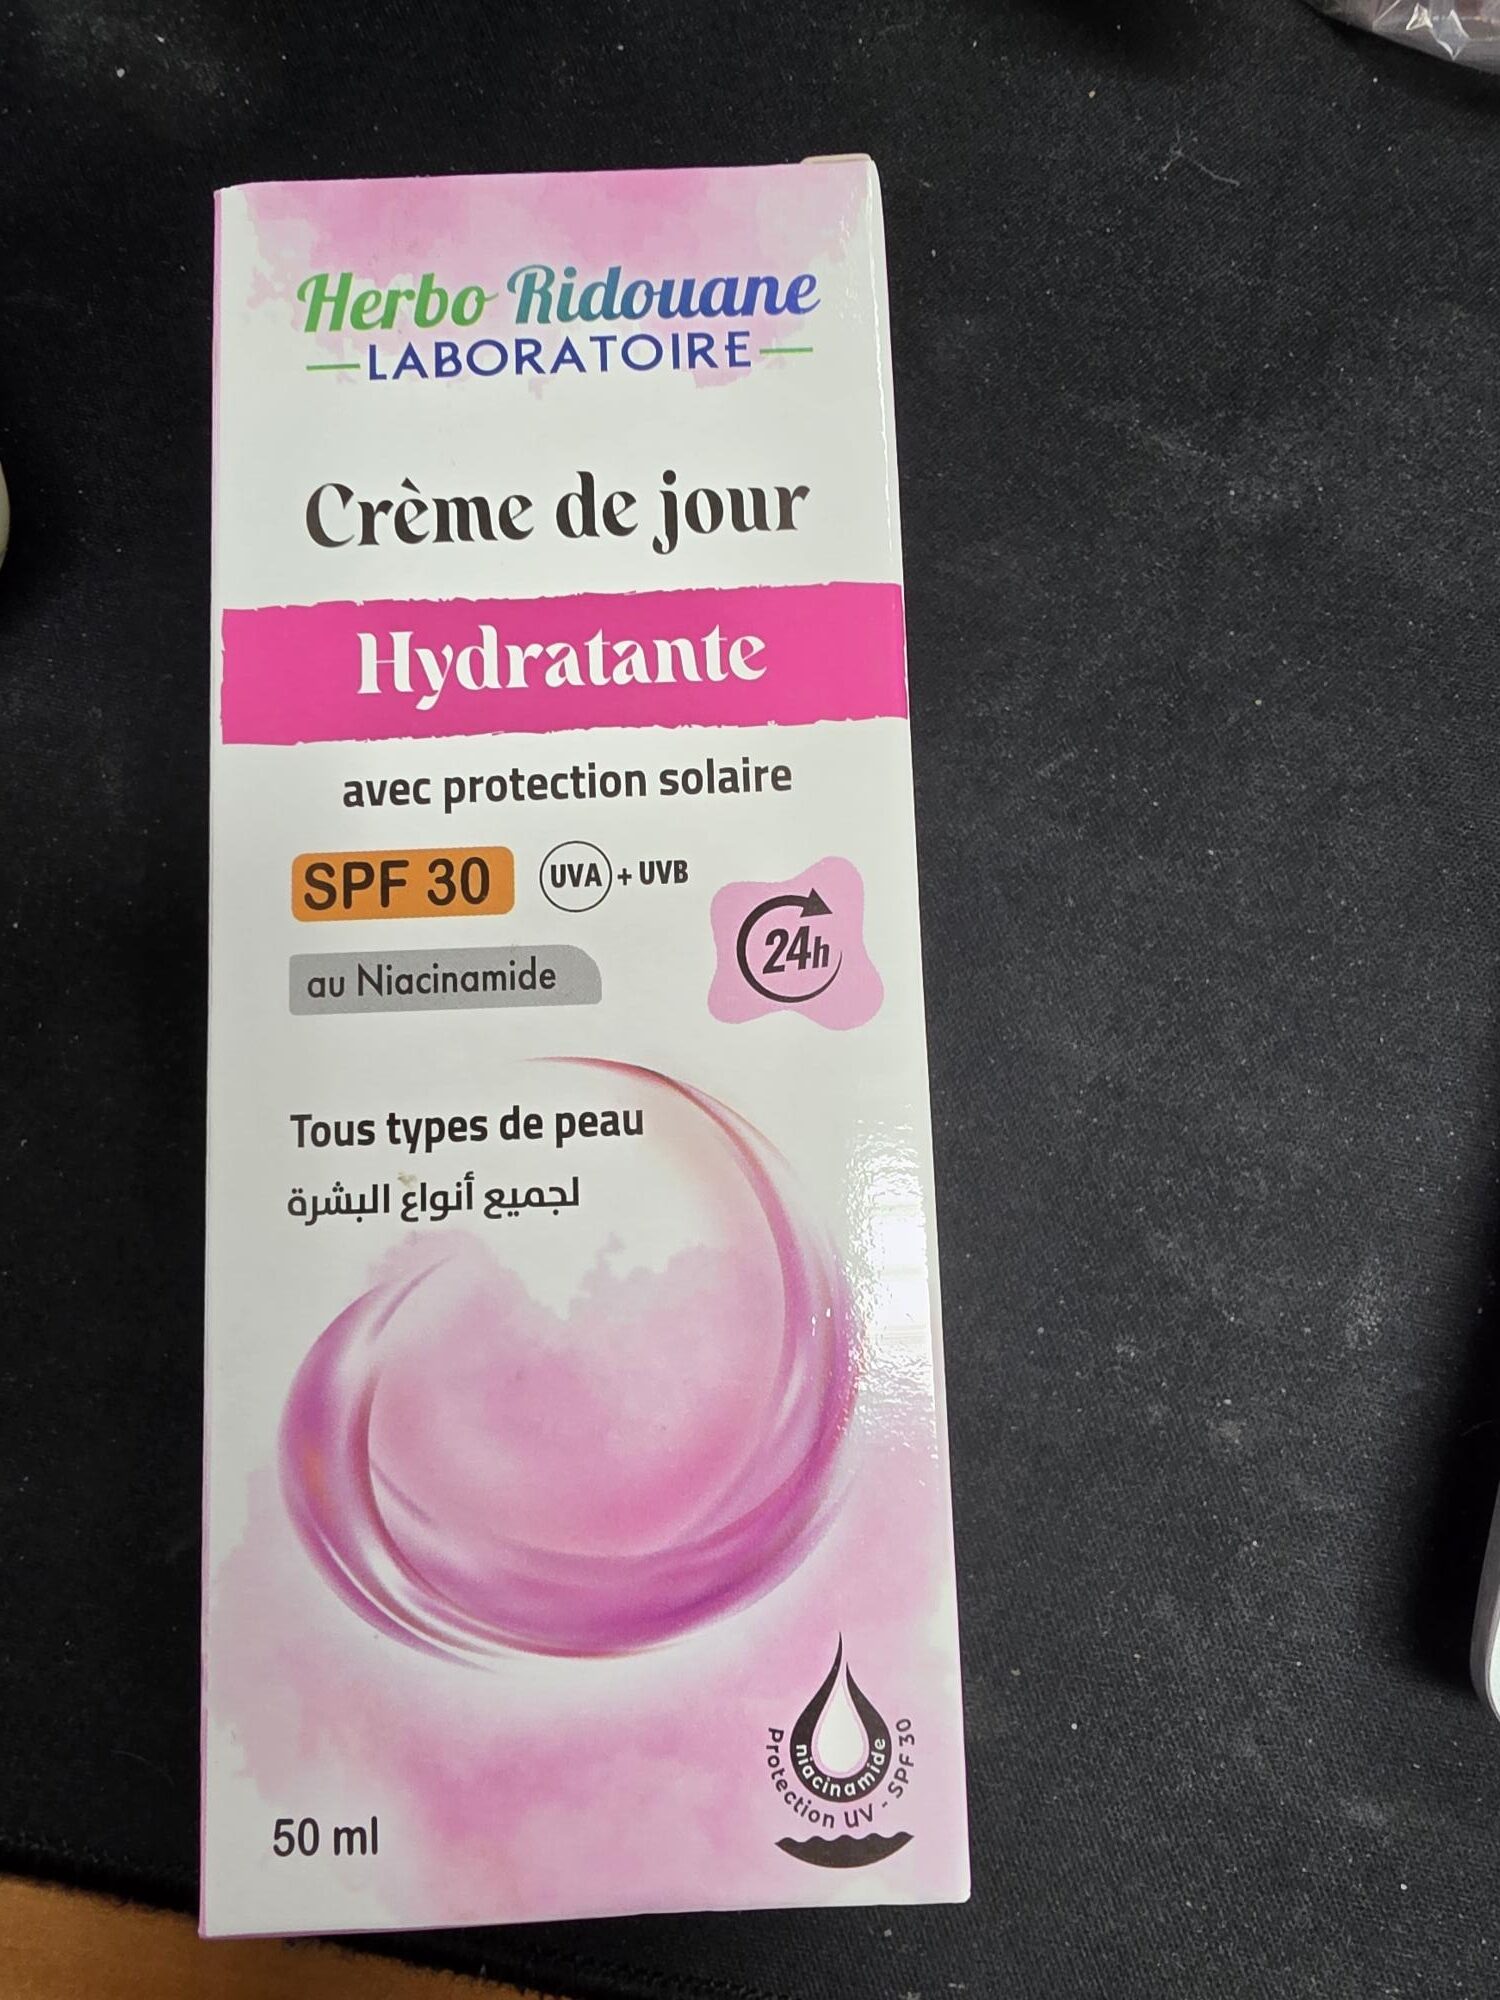 Herbo Ridouane
LABORATOIRE
Crème de jour
Hydratante
avec protection solaire
SPF 30 UVA + UVB
24h
au Niacinamide
Tous types de peau
لجميع أنواع البشرة
niacinamide
Protection UV - SPF 30
50 ml